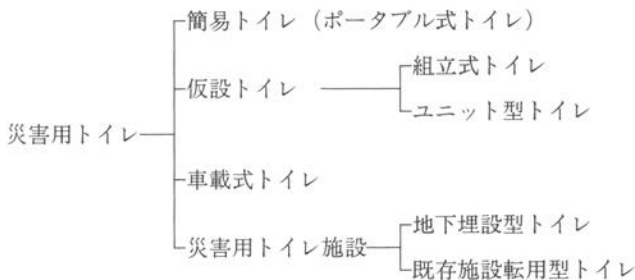 簡易トイレ（ポータブル式トイレ）
組立式トイレ
仮設トイレ
ユニット型トイレ
災害用トイレ
車載式トイレ
地下埋設型トイレ
災害用トイレ施設
既存施設転用型トイレ